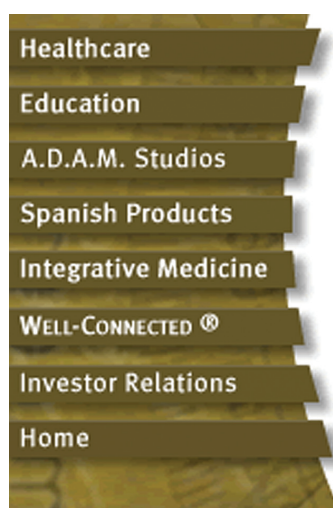 Healthcare
Education
A.D.A.M. Studios
Spanish Products
Integrative Medicine
WELL-CONNECTED ®
Investor Relations
Home